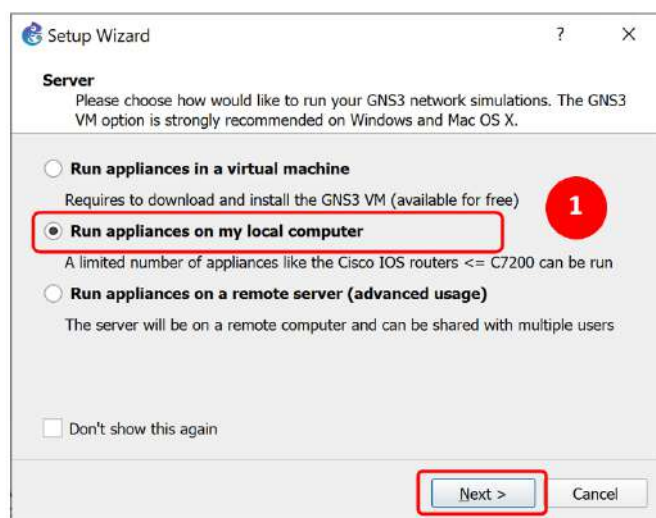 Setup Wizard
?
X
Server
Please choose how would like to run your GNS3 network simulations. The GNS3
VM option is strongly recommended on Windows and Mac OS X.
Run appliances in a virtual machine
Requires to download and install the GNS3 VM (available for free)
1
Run appliances on my local computer
A limited number of appliances like the Cisco IOS routers <= C7200 can be run
Run appliances on a remote server (advanced usage)
The server will be on a remote computer and can be shared with multiple users
Don't show this again
Next >
Cancel